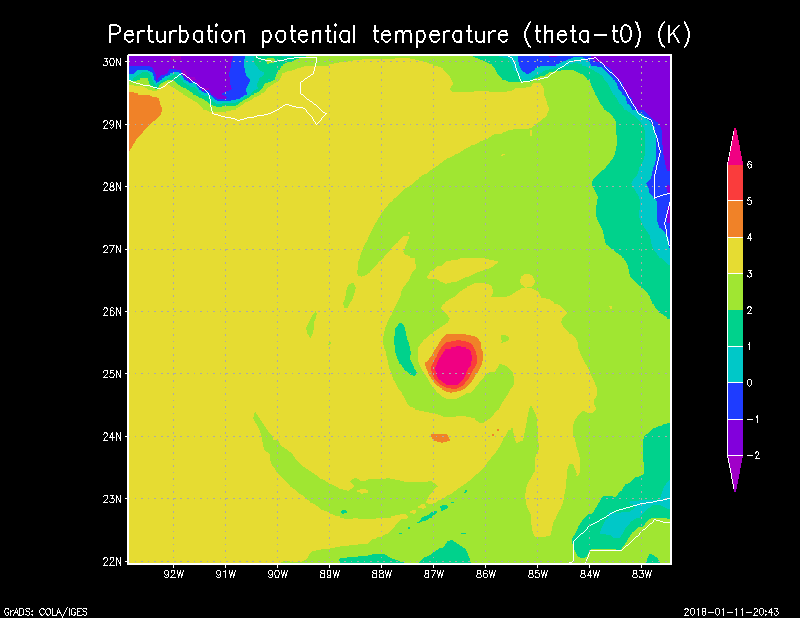 Perturbation potential temperature (theta-t0) (K)
30N
29N
28N
27N
26N
25N
24N
23N
22N
92W 91W 90W 89W 88W 87W 86W 85W 84W 83W
6
5
4
3
2
1
0
-1
-2
GrADS: COLA/IGES 2018-01-11-20:43